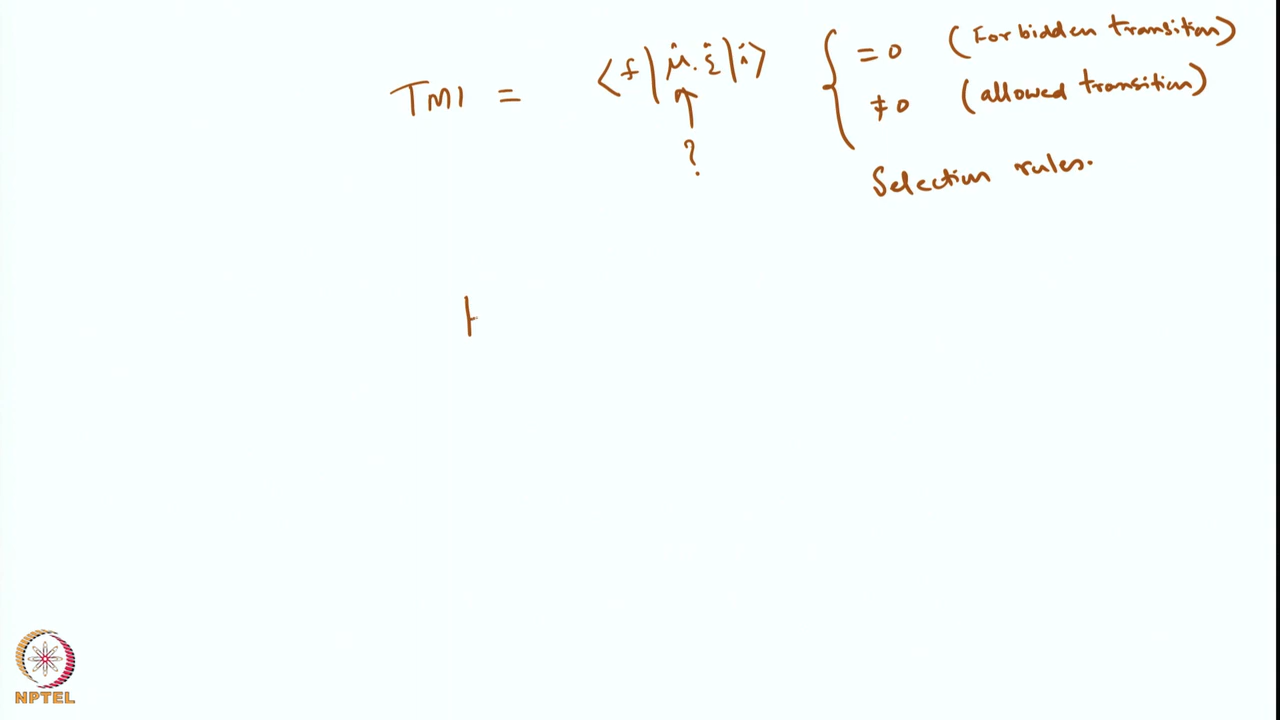 TMI = ⟨f|μ̂.ε̂|i⟩ { = 0 (Forbidden transition)
≠ 0 (allowed transition)
?
Selection rules.
NPTEL